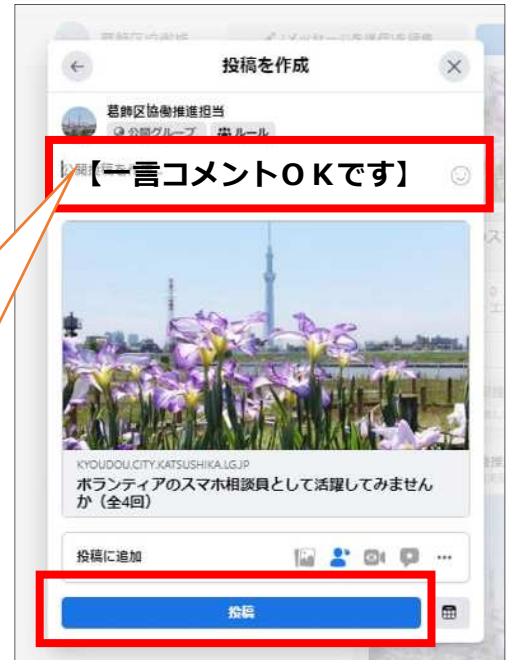 投稿を作成
葛飾区協働推進担当
公開グループ ルール
【一言コメントOKです】
KYOUDOU.CITY.KATSUSHIKA.LG.JP
ボランティアのスマホ相談員として活躍してみません
か（全4回）
投稿に追加
投稿